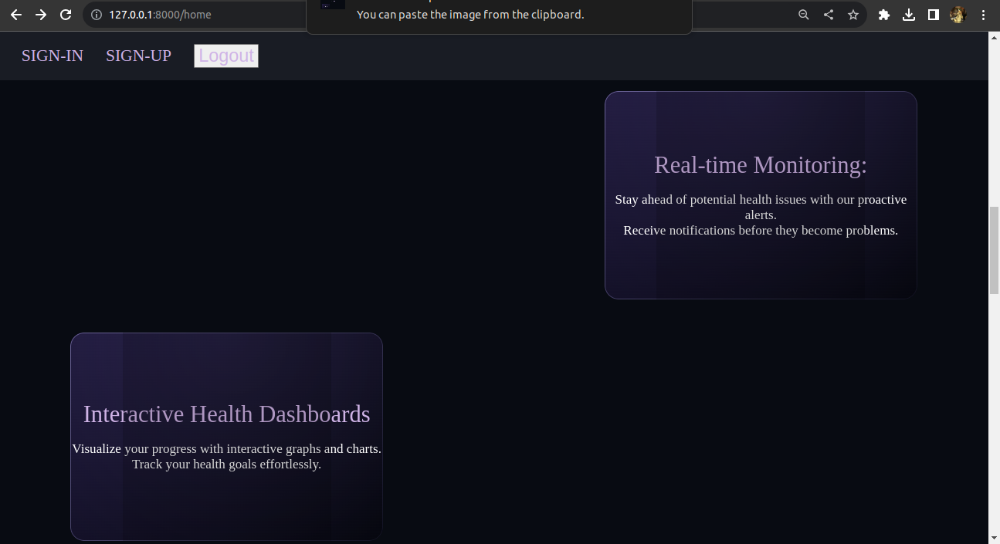 127.0.0.1:8000/home
You can paste the image from the clipboard.
SIGN-IN SIGN-UP Logout
Real-time Monitoring:
Stay ahead of potential health issues with our proactive
alerts.
Receive notifications before they become problems.
Interactive Health Dashboards
Visualize your progress with interactive graphs and charts.
Track your health goals effortlessly.